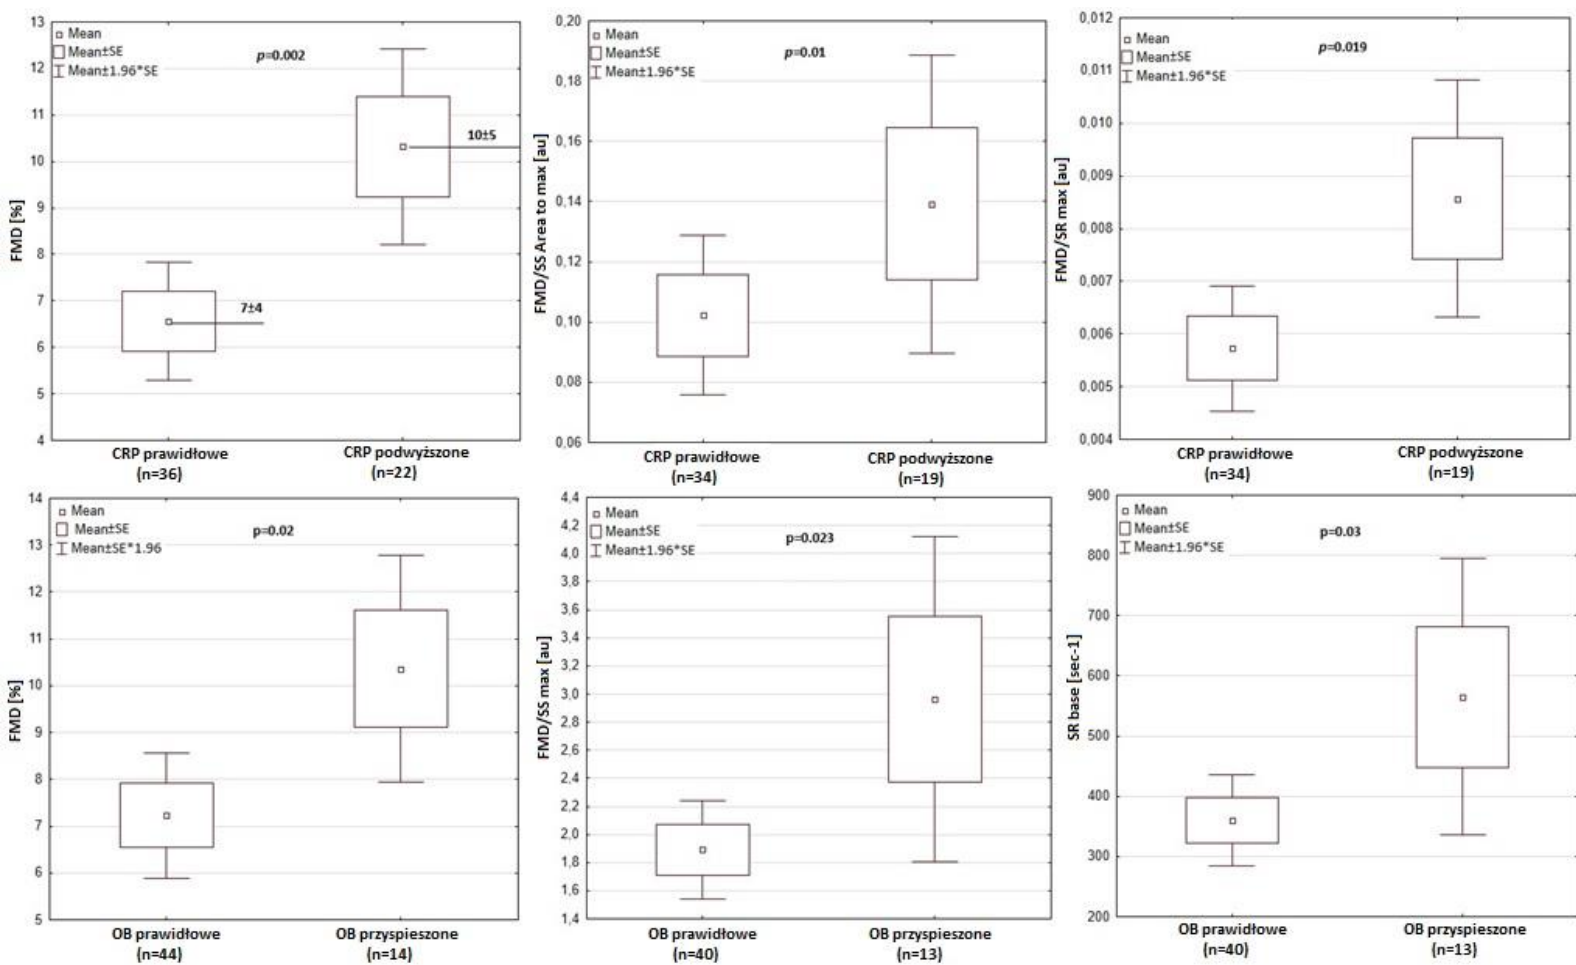 FMD [%]
13
12
11
10
9
8
7
6
5
4
Mean
Mean±SE
Mean±1.96*SE
p=0.002
10±5
7±4
CRP prawidłowe
(n=36)
CRP podwyższone
(n=22)
FMD/SS Area to max [au]
0,20
0,18
0,16
0,14
0,12
0,10
0,08
0,06
Mean
Mean±SE
Mean±1.96*SE
p=0.01
CRP prawidłowe
(n=34)
CRP podwyższone
(n=19)
FMD/SR max [au]
0,012
0,011
0,010
0,009
0,008
0,007
0,006
0,005
0,004
Mean
Mean±SE
Mean±1.96*SE
p=0.019
CRP prawidłowe
(n=34)
CRP podwyższone
(n=19)
FMD [%]
14
13
12
11
10
9
8
7
6
5
Mean
Mean±SE
Mean±SE*1.96
p=0.02
OB prawidłowe
(n=44)
OB przyspieszone
(n=14)
FMD/SS max [au]
4,4
4,2
4,0
3,8
3,6
3,4
3,2
3,0
2,8
2,6
2,4
2,2
2,0
1,8
1,6
1,4
Mean
Mean±SE
Mean±1.96*SE
p=0.023
OB prawidłowe
(n=40)
OB przyspieszone
(n=13)
SR base [sec-1]
900
800
700
600
500
400
300
200
Mean
Mean±SE
Mean±1.96*SE
p=0.03
OB prawidłowe
(n=40)
OB przyspieszone
(n=13)